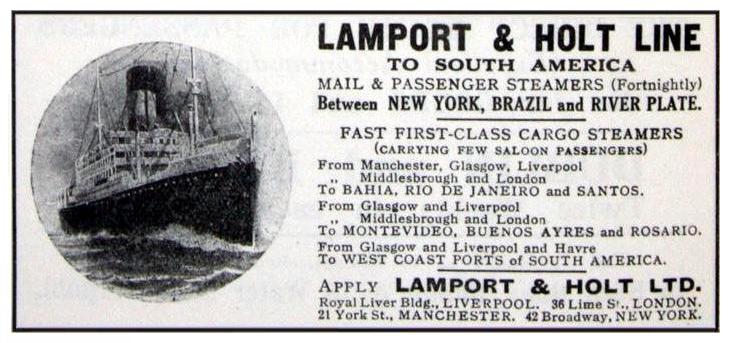 LAMPORT & HOLT LINE
TO SOUTH AMERICA
MAIL & PASSENGER STEAMERS (Fortnightly)
Between NEW YORK, BRAZIL and RIVER PLATE.
FAST FIRST-CLASS CARGO STEAMERS
(CARRYING FEW SALOON PASSENGERS)
From Manchester, Glasgow, Liverpool
,, Middlesbrough and London
To BAHIA, RIO DE JANEIRO and SANTOS.
From Glasgow and Liverpool
,, Middlesbrough and London
To MONTEVIDEO, BUENOS AYRES and ROSARIO.
From Glasgow and Liverpool and Havre
To WEST COAST PORTS of SOUTH AMERICA.
APPLY LAMPORT & HOLT LTD.
Royal Liver Bldg., LIVERPOOL. 36 Lime St., LONDON.
21 York St., MANCHESTER. 42 Broadway, NEW YORK.